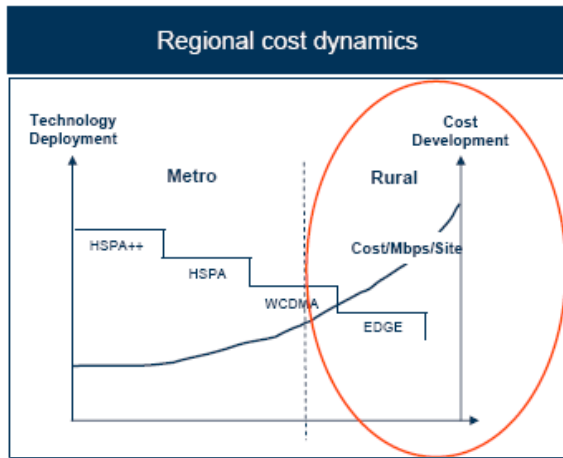 Regional cost dynamics
Technology
Deployment
Cost
Development
Metro
Rural
HSPA++
Cost/Mbps/Site
HSPA
WCDMA
EDGE